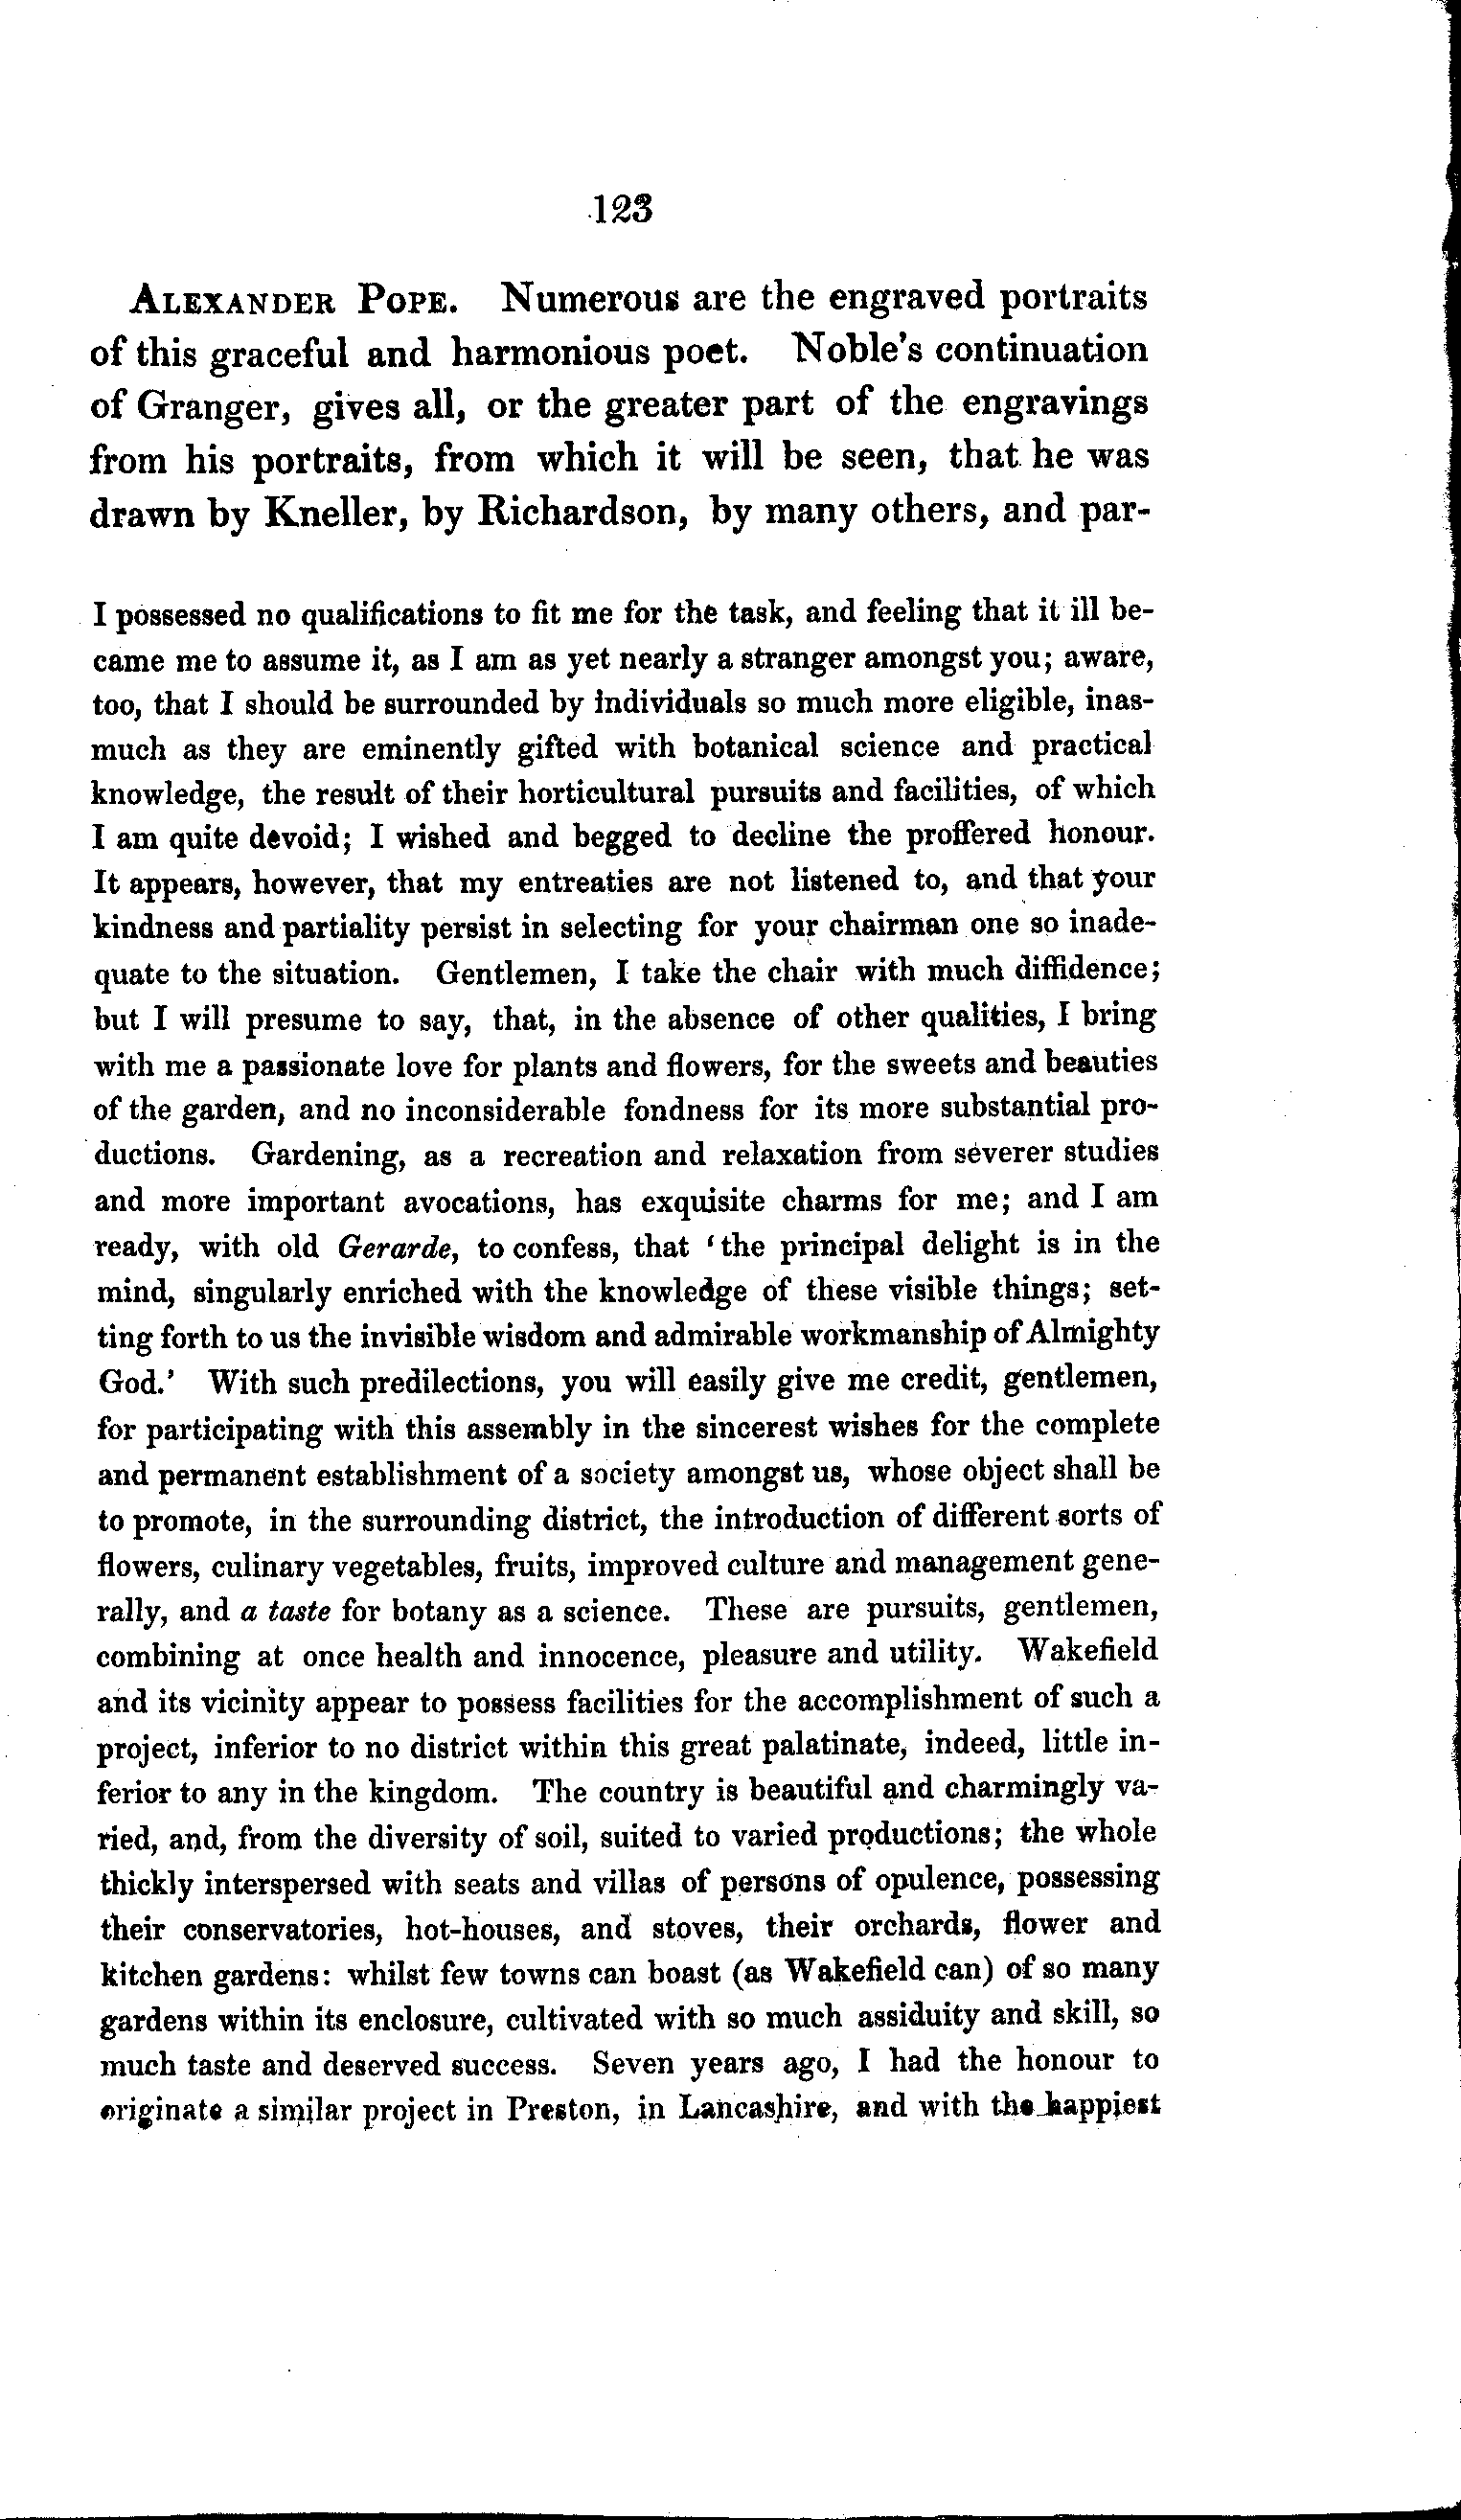 123
ALEXANDER POPE. Numerous are the engraved portraits
of this graceful and harmonious poet. Noble's continuation
of Granger, gives all, or the greater part of the engravings
from his portraits, from which it will be seen, that he was
drawn by Kneller, by Richardson, by many others, and par-
I possessed no qualifications to fit me for the task, and feeling that it ill be-
came me to assume it, as I am as yet nearly a stranger amongst you; aware,
too, that I should be surrounded by individuals so much more eligible, inas-
much as they are eminently gifted with botanical science and practical
knowledge, the result of their horticultural pursuits and facilities, of which
I am quite devoid; I wished and begged to decline the proffered honour.
It appears, however, that my entreaties are not listened to, and that your
kindness and partiality persist in selecting for your chairman one so inade-
quate to the situation. Gentlemen, I take the chair with much diffidence;
but I will presume to say, that, in the absence of other qualities, I bring
with me a passionate love for plants and flowers, for the sweets and beauties
of the garden, and no inconsiderable fondness for its more substantial pro-
ductions. Gardening, as a recreation and relaxation from severer studies
and more important avocations, has exquisite charms for me; and I am
ready, with old Gerarde, to confess, that 'the principal delight is in the
mind, singularly enriched with the knowledge of these visible things; set-
ting forth to us the invisible wisdom and admirable workmanship of Almighty
God.' With such predilections, you will easily give me credit, gentlemen,
for participating with this assembly in the sincerest wishes for the complete
and permanent establishment of a society amongst us, whose object shall be
to promote, in the surrounding district, the introduction of different sorts of
flowers, culinary vegetables, fruits, improved culture and management gene-
rally, and a taste for botany as a science. These are pursuits, gentlemen,
combining at once health and innocence, pleasure and utility. Wakefield
and its vicinity appear to possess facilities for the accomplishment of such a
project, inferior to no district within this great palatinate, indeed, little in-
ferior to any in the kingdom. The country is beautiful and charmingly va-
ried, and, from the diversity of soil, suited to varied productions; the whole
thickly interspersed with seats and villas of persons of opulence, possessing
their conservatories, hot-houses, and stoves, their orchards, flower and
kitchen gardens: whilst few towns can boast (as Wakefield can) of so many
gardens within its enclosure, cultivated with so much assiduity and skill, so
much taste and deserved success. Seven years ago, I had the honour to
originate a similar project in Preston, in Lancashire, and with the happiest